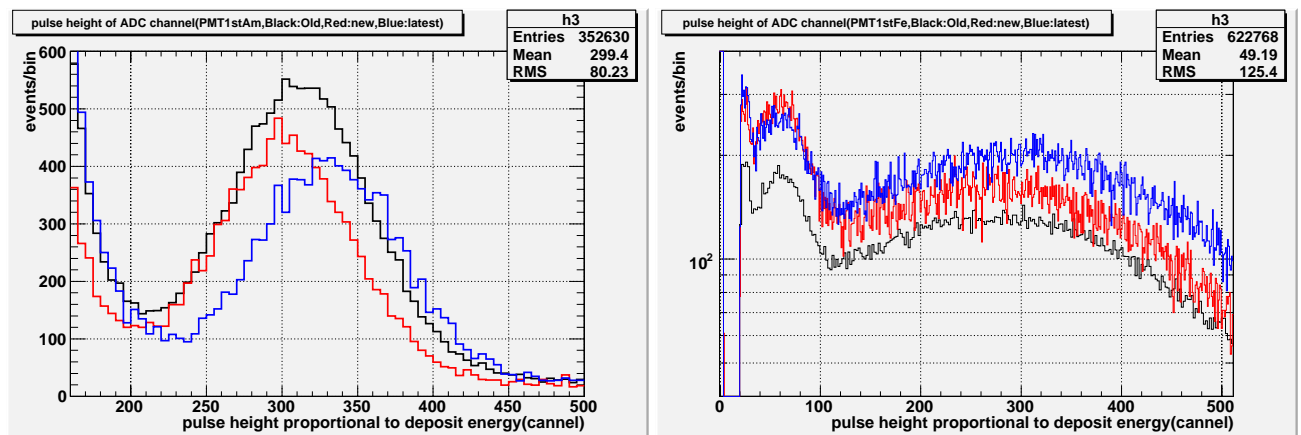 pulse height of ADC channel(PMT1stAm,Black:Old,Red:new,Blue:latest)
h3
Entries 352630
Mean 299.4
RMS 80.23
events/bin
600
500
400
300
200
100
0
200 250 300 350 400 450 500
pulse height proportional to deposit energy(cannel)
pulse height of ADC channel(PMT1stFe,Black:Old,Red:new,Blue:latest)
h3
Entries 622768
Mean 49.19
RMS 125.4
events/bin
10²
0 100 200 300 400 500
pulse height proportional to deposit energy(cannel)